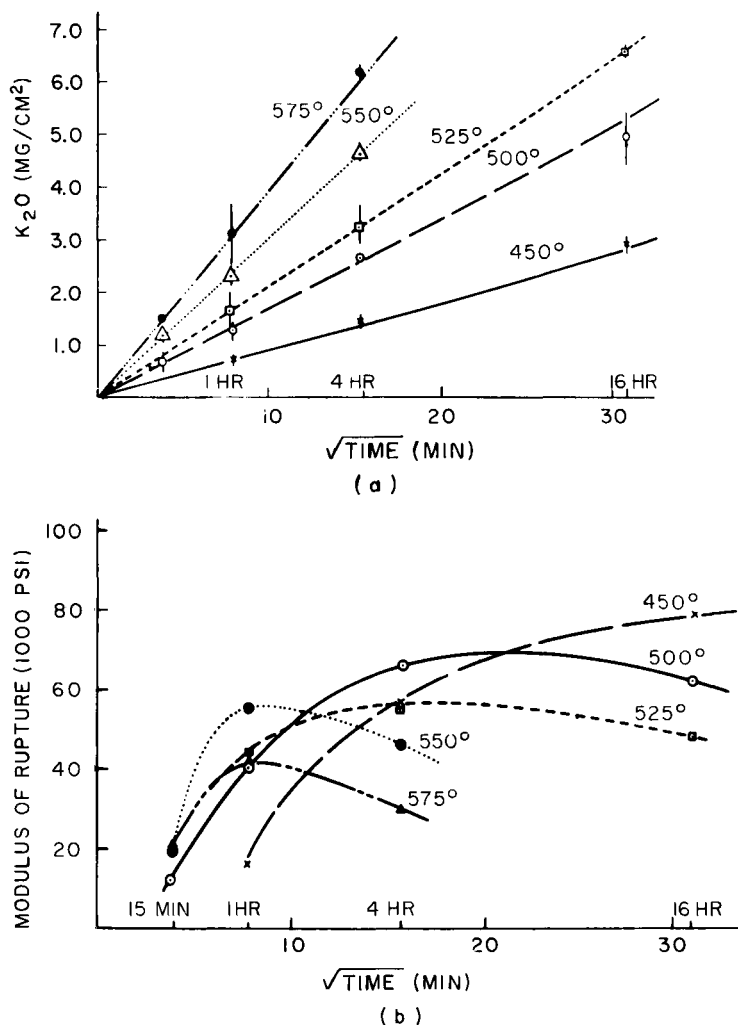 7.0
6.0
5.0
4.0
3.0
2.0
1.0
K₂O (MG/CM²)
575°
550°
525°
500°
450°
1 HR
4 HR
16 HR
10
20
30
√TIME (MIN)
(a)
100
80
60
40
20
MODULUS OF RUPTURE (1000 PSI)
450°
500°
525°
550°
575°
15 MIN
1 HR
4 HR
16 HR
10
20
30
√TIME (MIN)
(b)